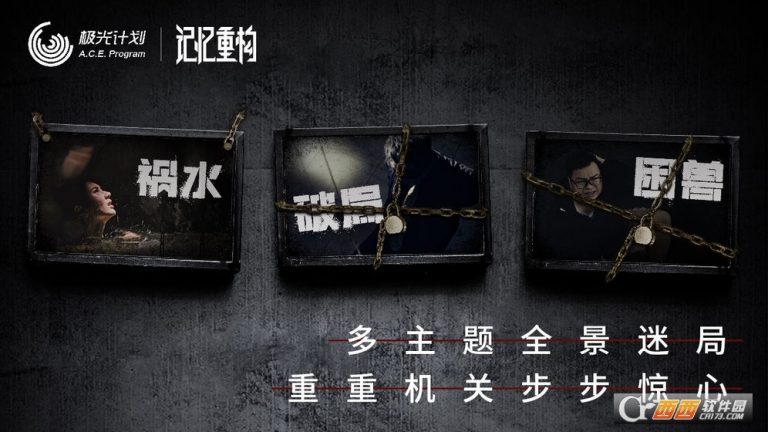 极光计划
A.C.E. Program
记忆重构
祸水
破局
困兽
多主题全景迷局
重重机关步步惊心
西西软件园
CR173.COM